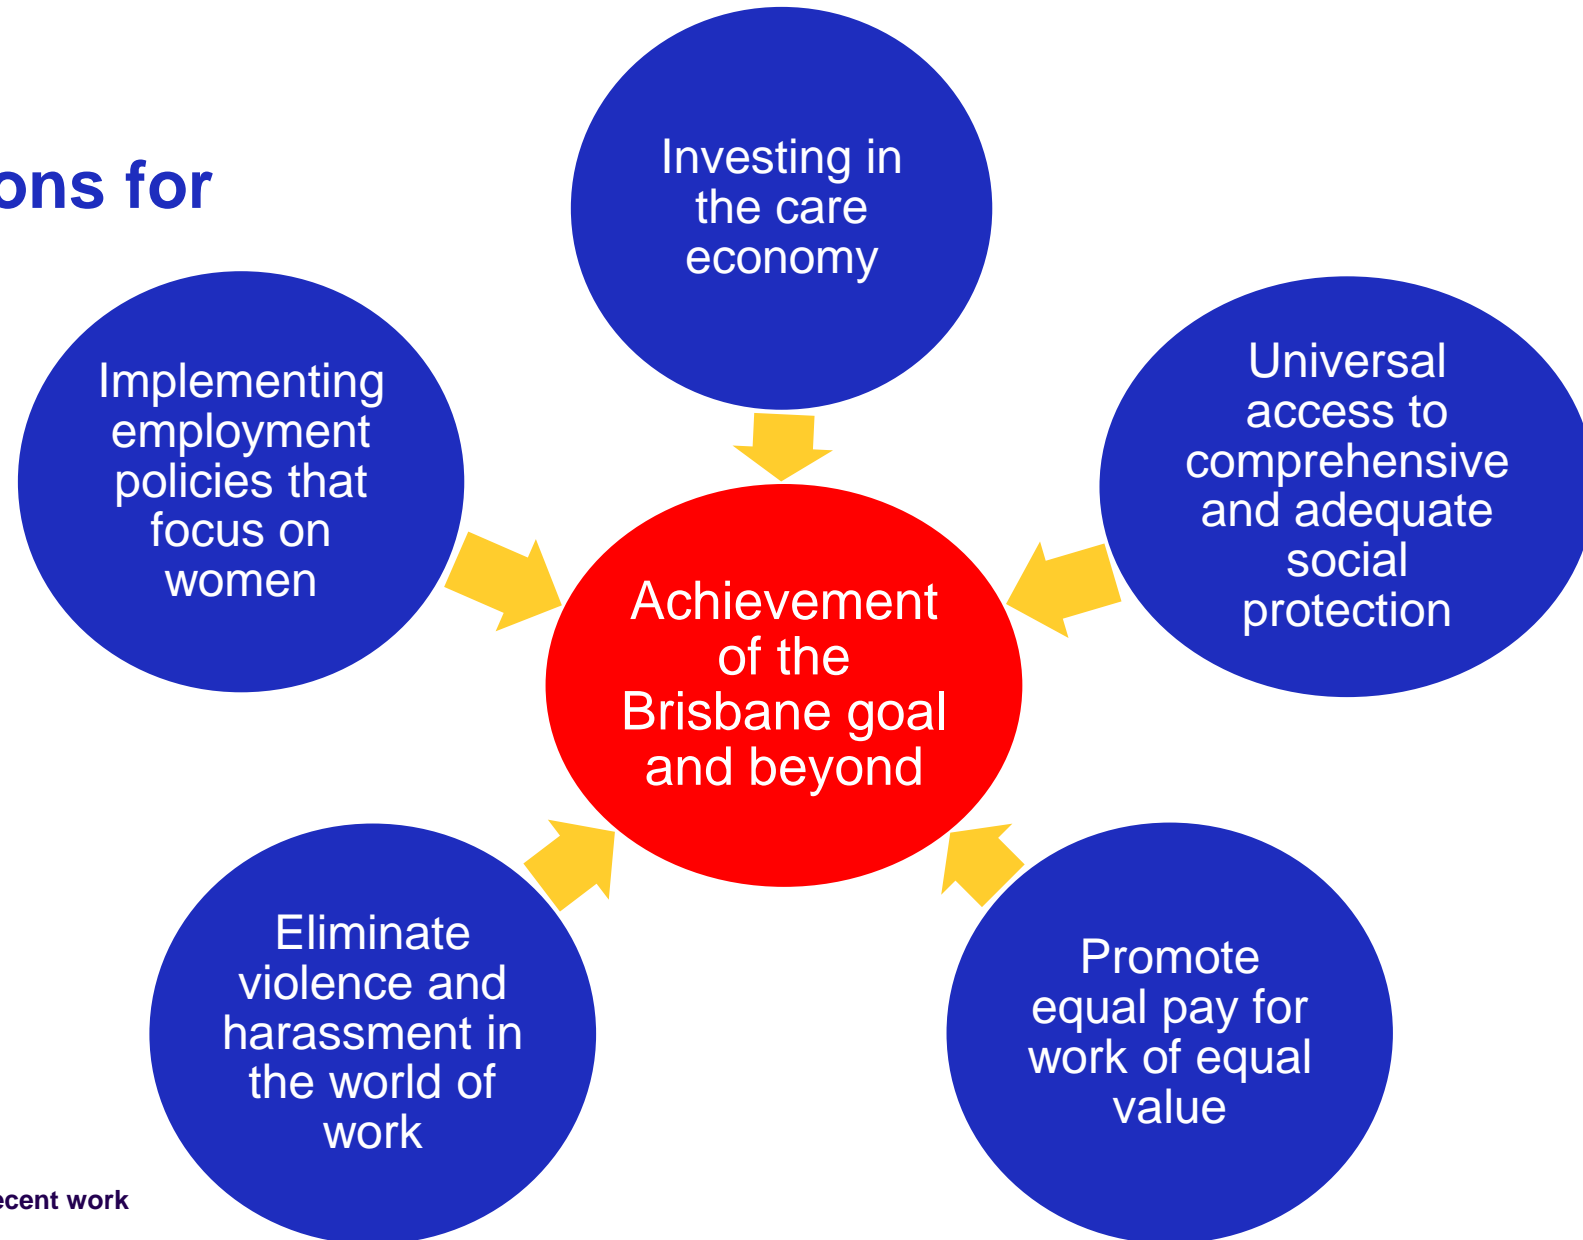 ons for
Investing in
the care
economy
Implementing
employment
policies that
focus on
women
Universal
access to
comprehensive
and adequate
social
protection
Achievement
of the
Brisbane goal
and beyond
Eliminate
violence and
harassment in
the world of
work
Promote
equal pay for
work of equal
value
ecent work